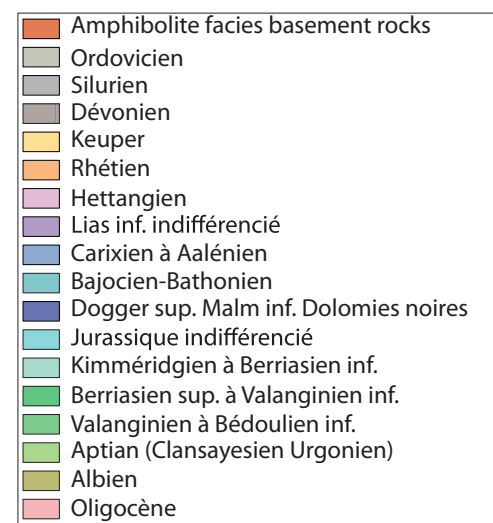 Amphibolite facies basement rocks
Ordovicien
Silurien
Dévonien
Keuper
Rhétien
Hettangien
Lias inf. indifférencié
Carixien à Aalénien
Bajocien-Bathonien
Dogger sup. Malm inf. Dolomies noires
Jurassique indifférencié
Kimméridgien à Berriasien inf.
Berriasien sup. à Valanginien inf.
Valanginien à Bédoulien inf.
Aptian (Clansayesien Urgonien)
Albien
Oligocène